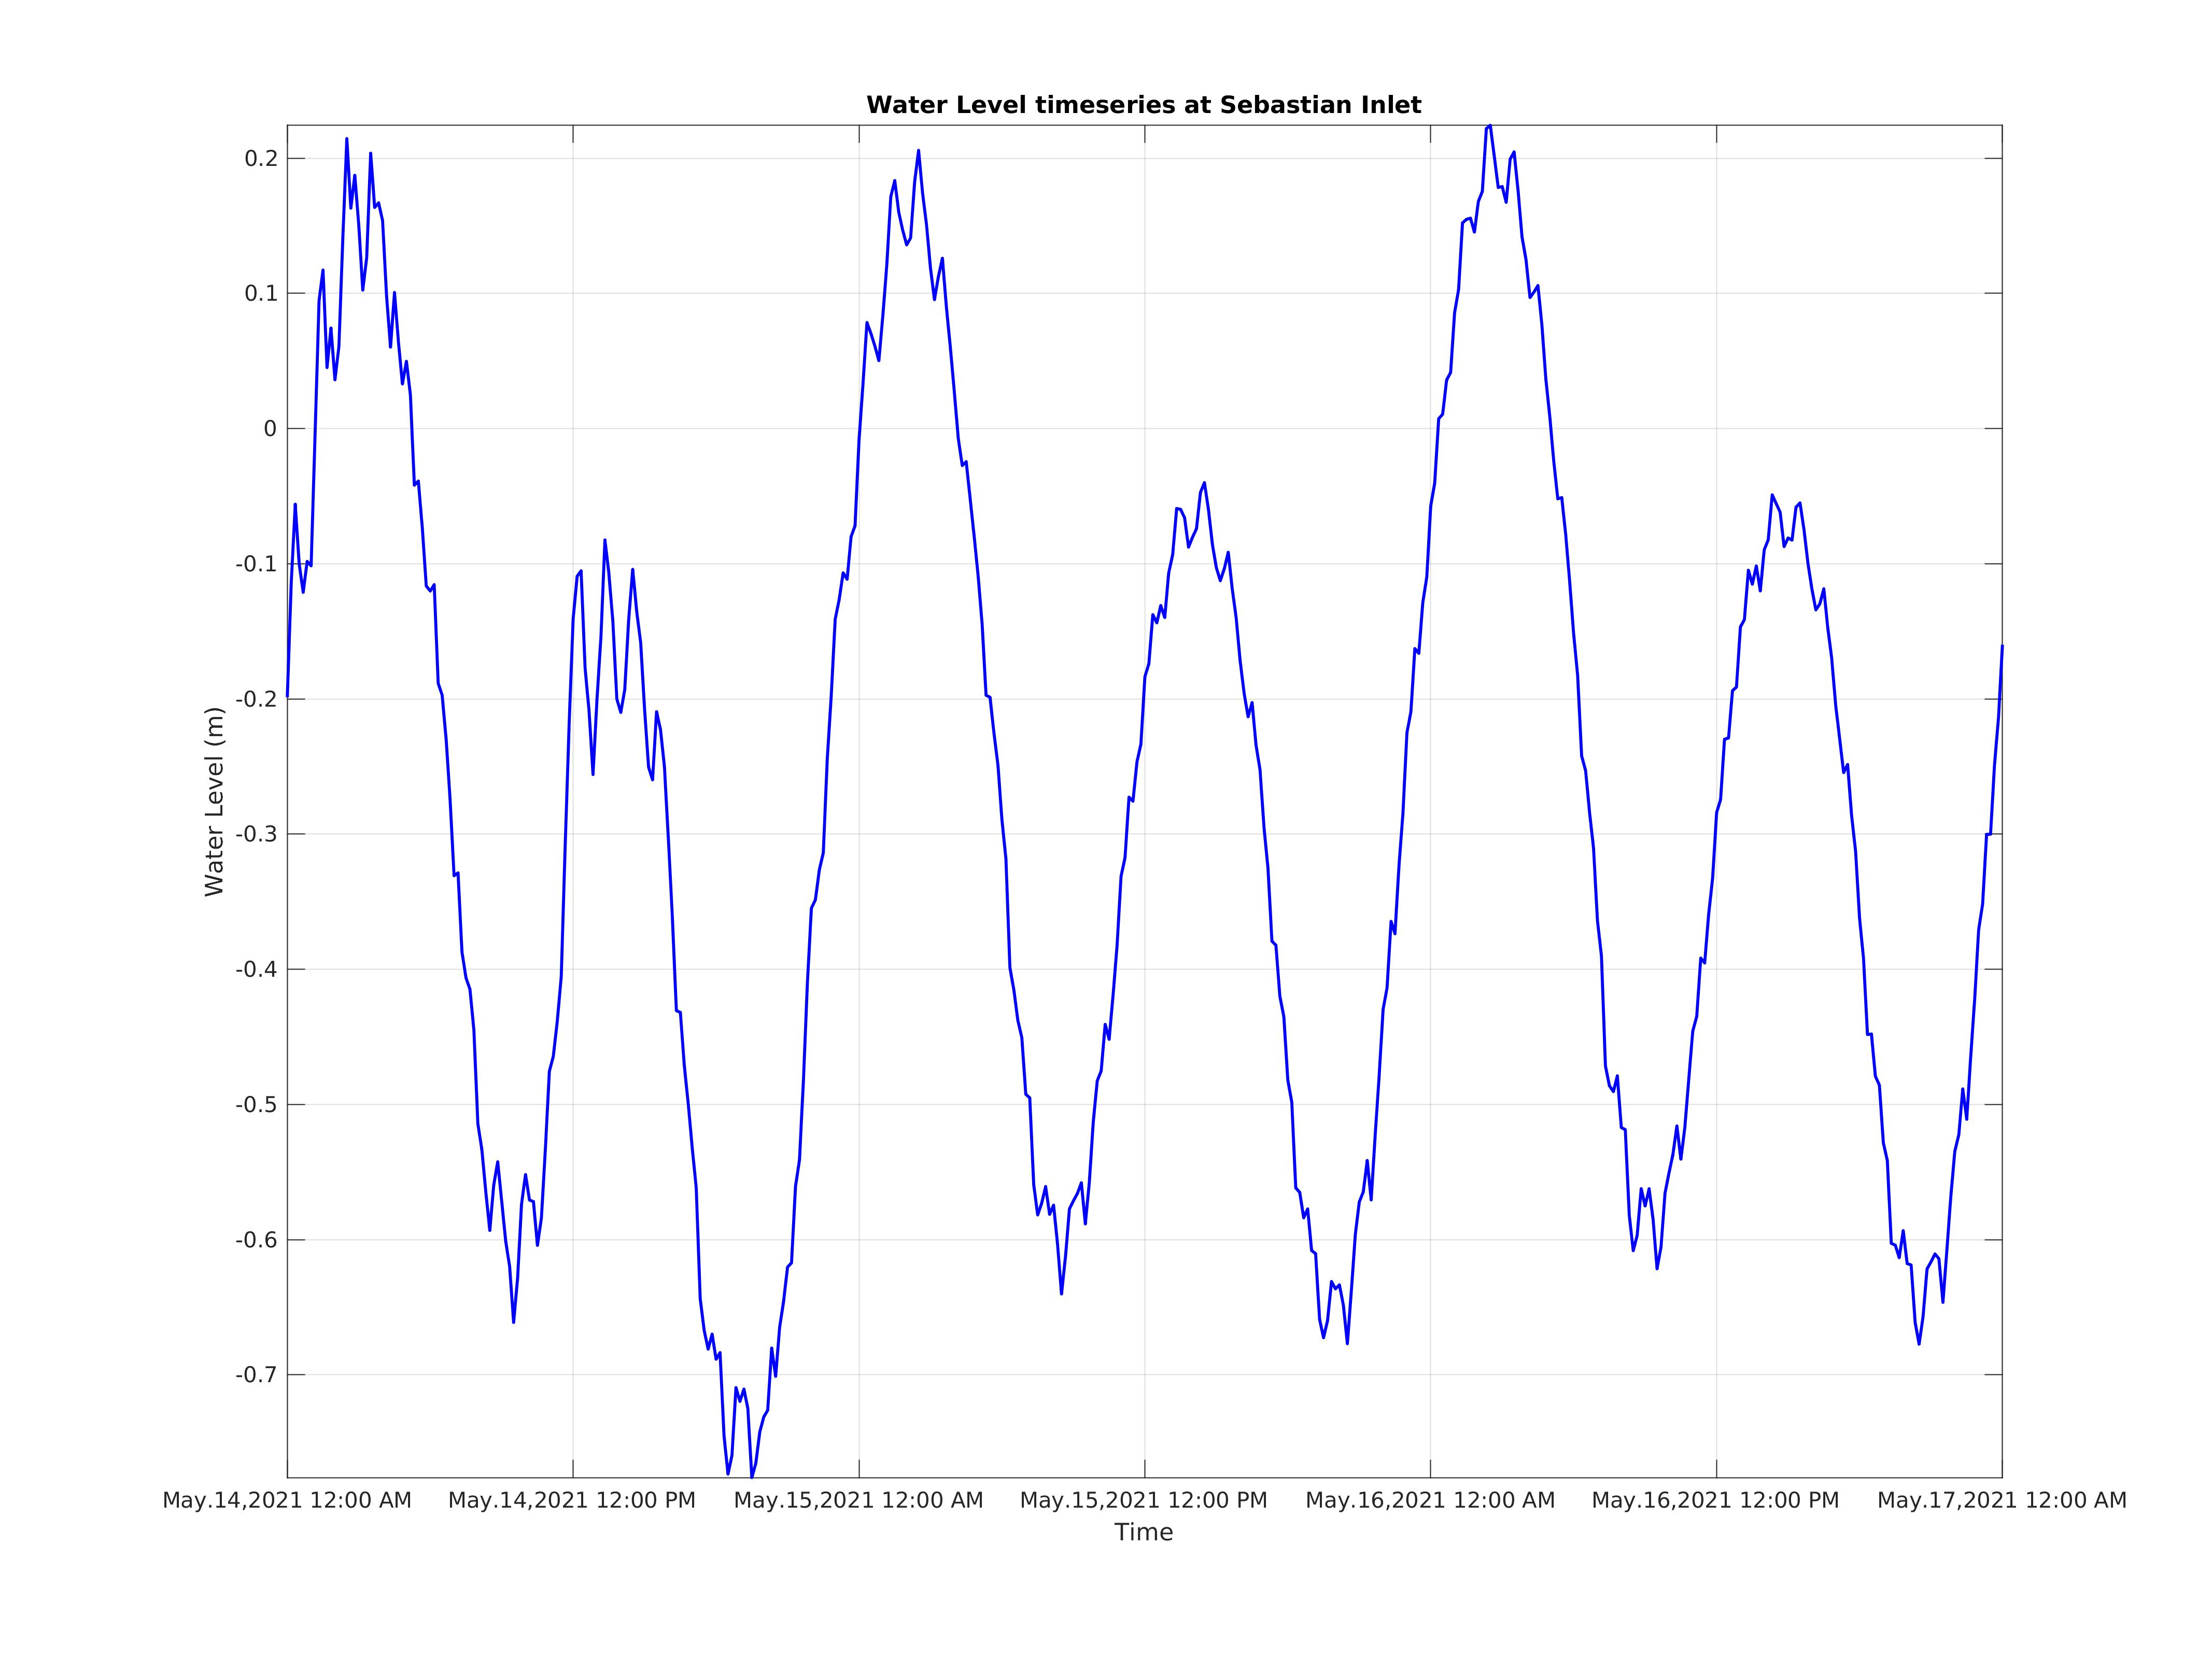 Water Level timeseries at Sebastian Inlet
0.2
0.1
0
-0.1
-0.2
-0.3
-0.4
-0.5
-0.6
-0.7
Water Level (m)
May.14,2021 12:00 AM May.14,2021 12:00 PM May.15,2021 12:00 AM May.15,2021 12:00 PM May.16,2021 12:00 AM May.16,2021 12:00 PM May.17,2021 12:00 AM
Time